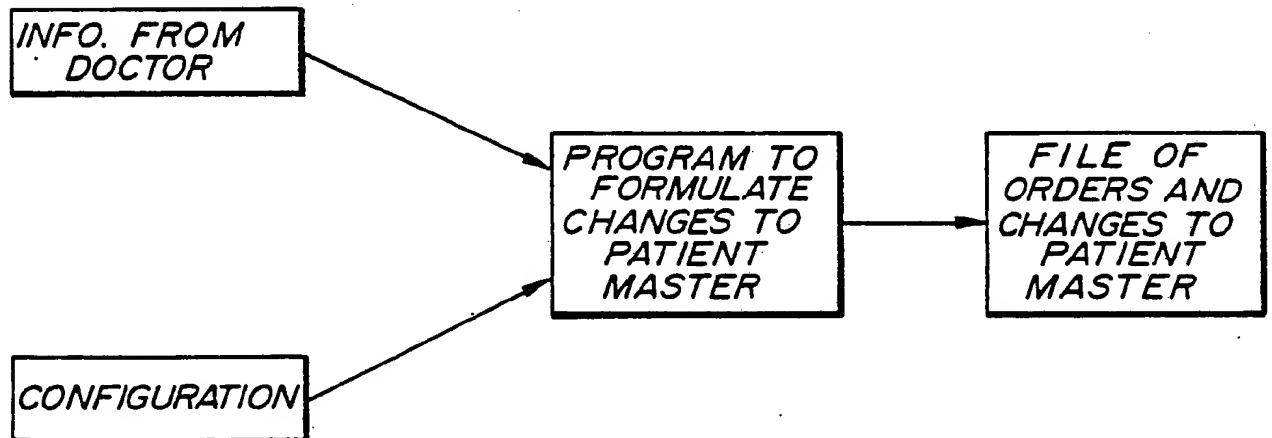 INFO. FROM
DOCTOR
PROGRAM TO
FORMULATE
CHANGES TO
PATIENT
MASTER
FILE OF
ORDERS AND
CHANGES TO
PATIENT
MASTER
CONFIGURATION